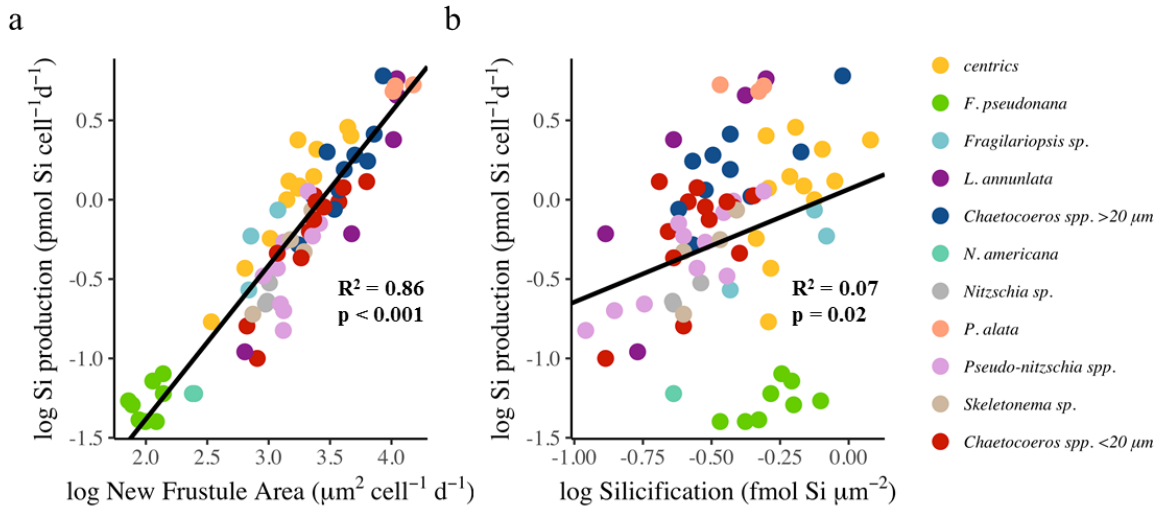 a
log Si production (pmol Si cell⁻¹d⁻¹)
0.5
0.0
-0.5
-1.0
-1.5
R² = 0.86
p < 0.001
2.0 2.5 3.0 3.5 4.0
log New Frustule Area (μm² cell⁻¹ d⁻¹)
b
log Si production (pmol Si cell⁻¹d⁻¹)
0.5
0.0
-0.5
-1.0
-1.5
R² = 0.07
p = 0.02
-1.00 -0.75 -0.50 -0.25 0.00
log Silicification (fmol Si μm⁻²)
centrics
F. pseudonana
Fragilariopsis sp.
L. annunlata
Chaetocoeros spp. >20 μm
N. americana
Nitzschia sp.
P. alata
Pseudo-nitzschia spp.
Skeletonema sp.
Chaetocoeros spp. <20 μm